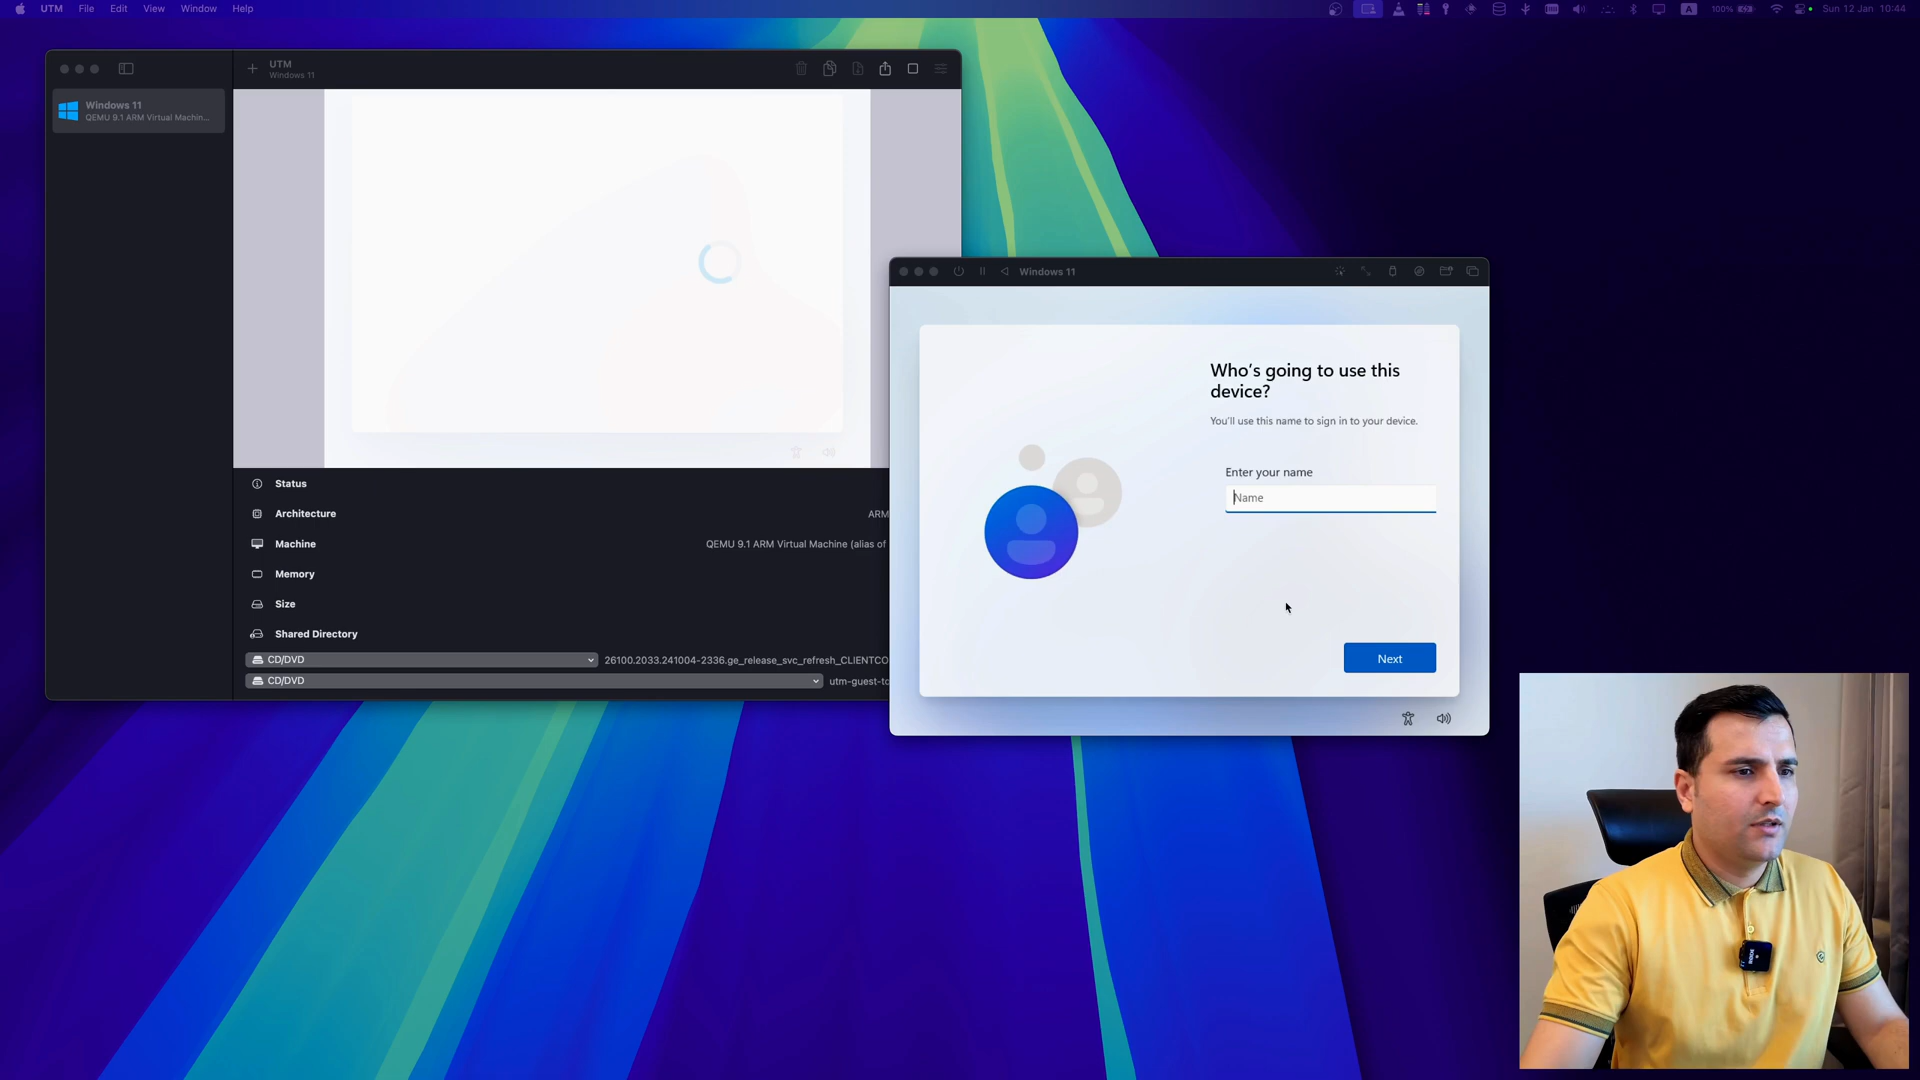 UTM File Edit View Window Help
100% Sun 12 Jan 10:44
UTM
Windows 11
Windows 11
QEMU 9.1 ARM Virtual Machin...
Status
Architecture ARM
Machine QEMU 9.1 ARM Virtual Machine (alias of
Memory
Size
Shared Directory
CD/DVD 26100.2033.241004-2336.ge_release_svc_refresh_CLIENTCO
CD/DVD utm-guest-to
Windows 11
Who's going to use this
device?
You'll use this name to sign in to your device.
Enter your name
Name
Next